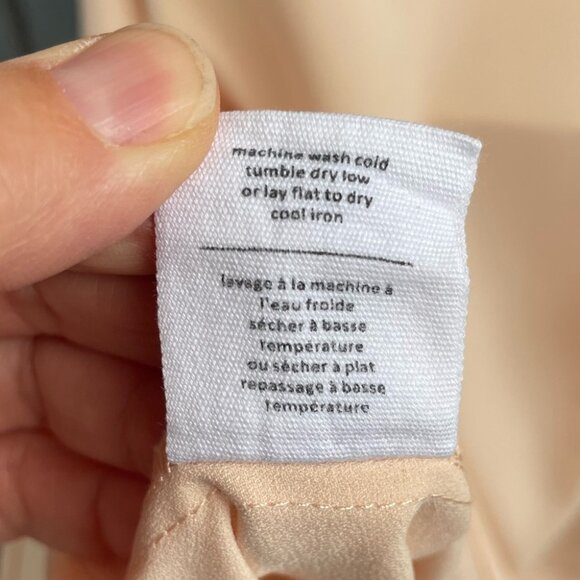 machine wash cold
tumble dry low
or lay flat to dry
cool iron
lavage à la machine à
l'eau froide
sécher à basse
température
ou sécher à plat
repassage à basse
température